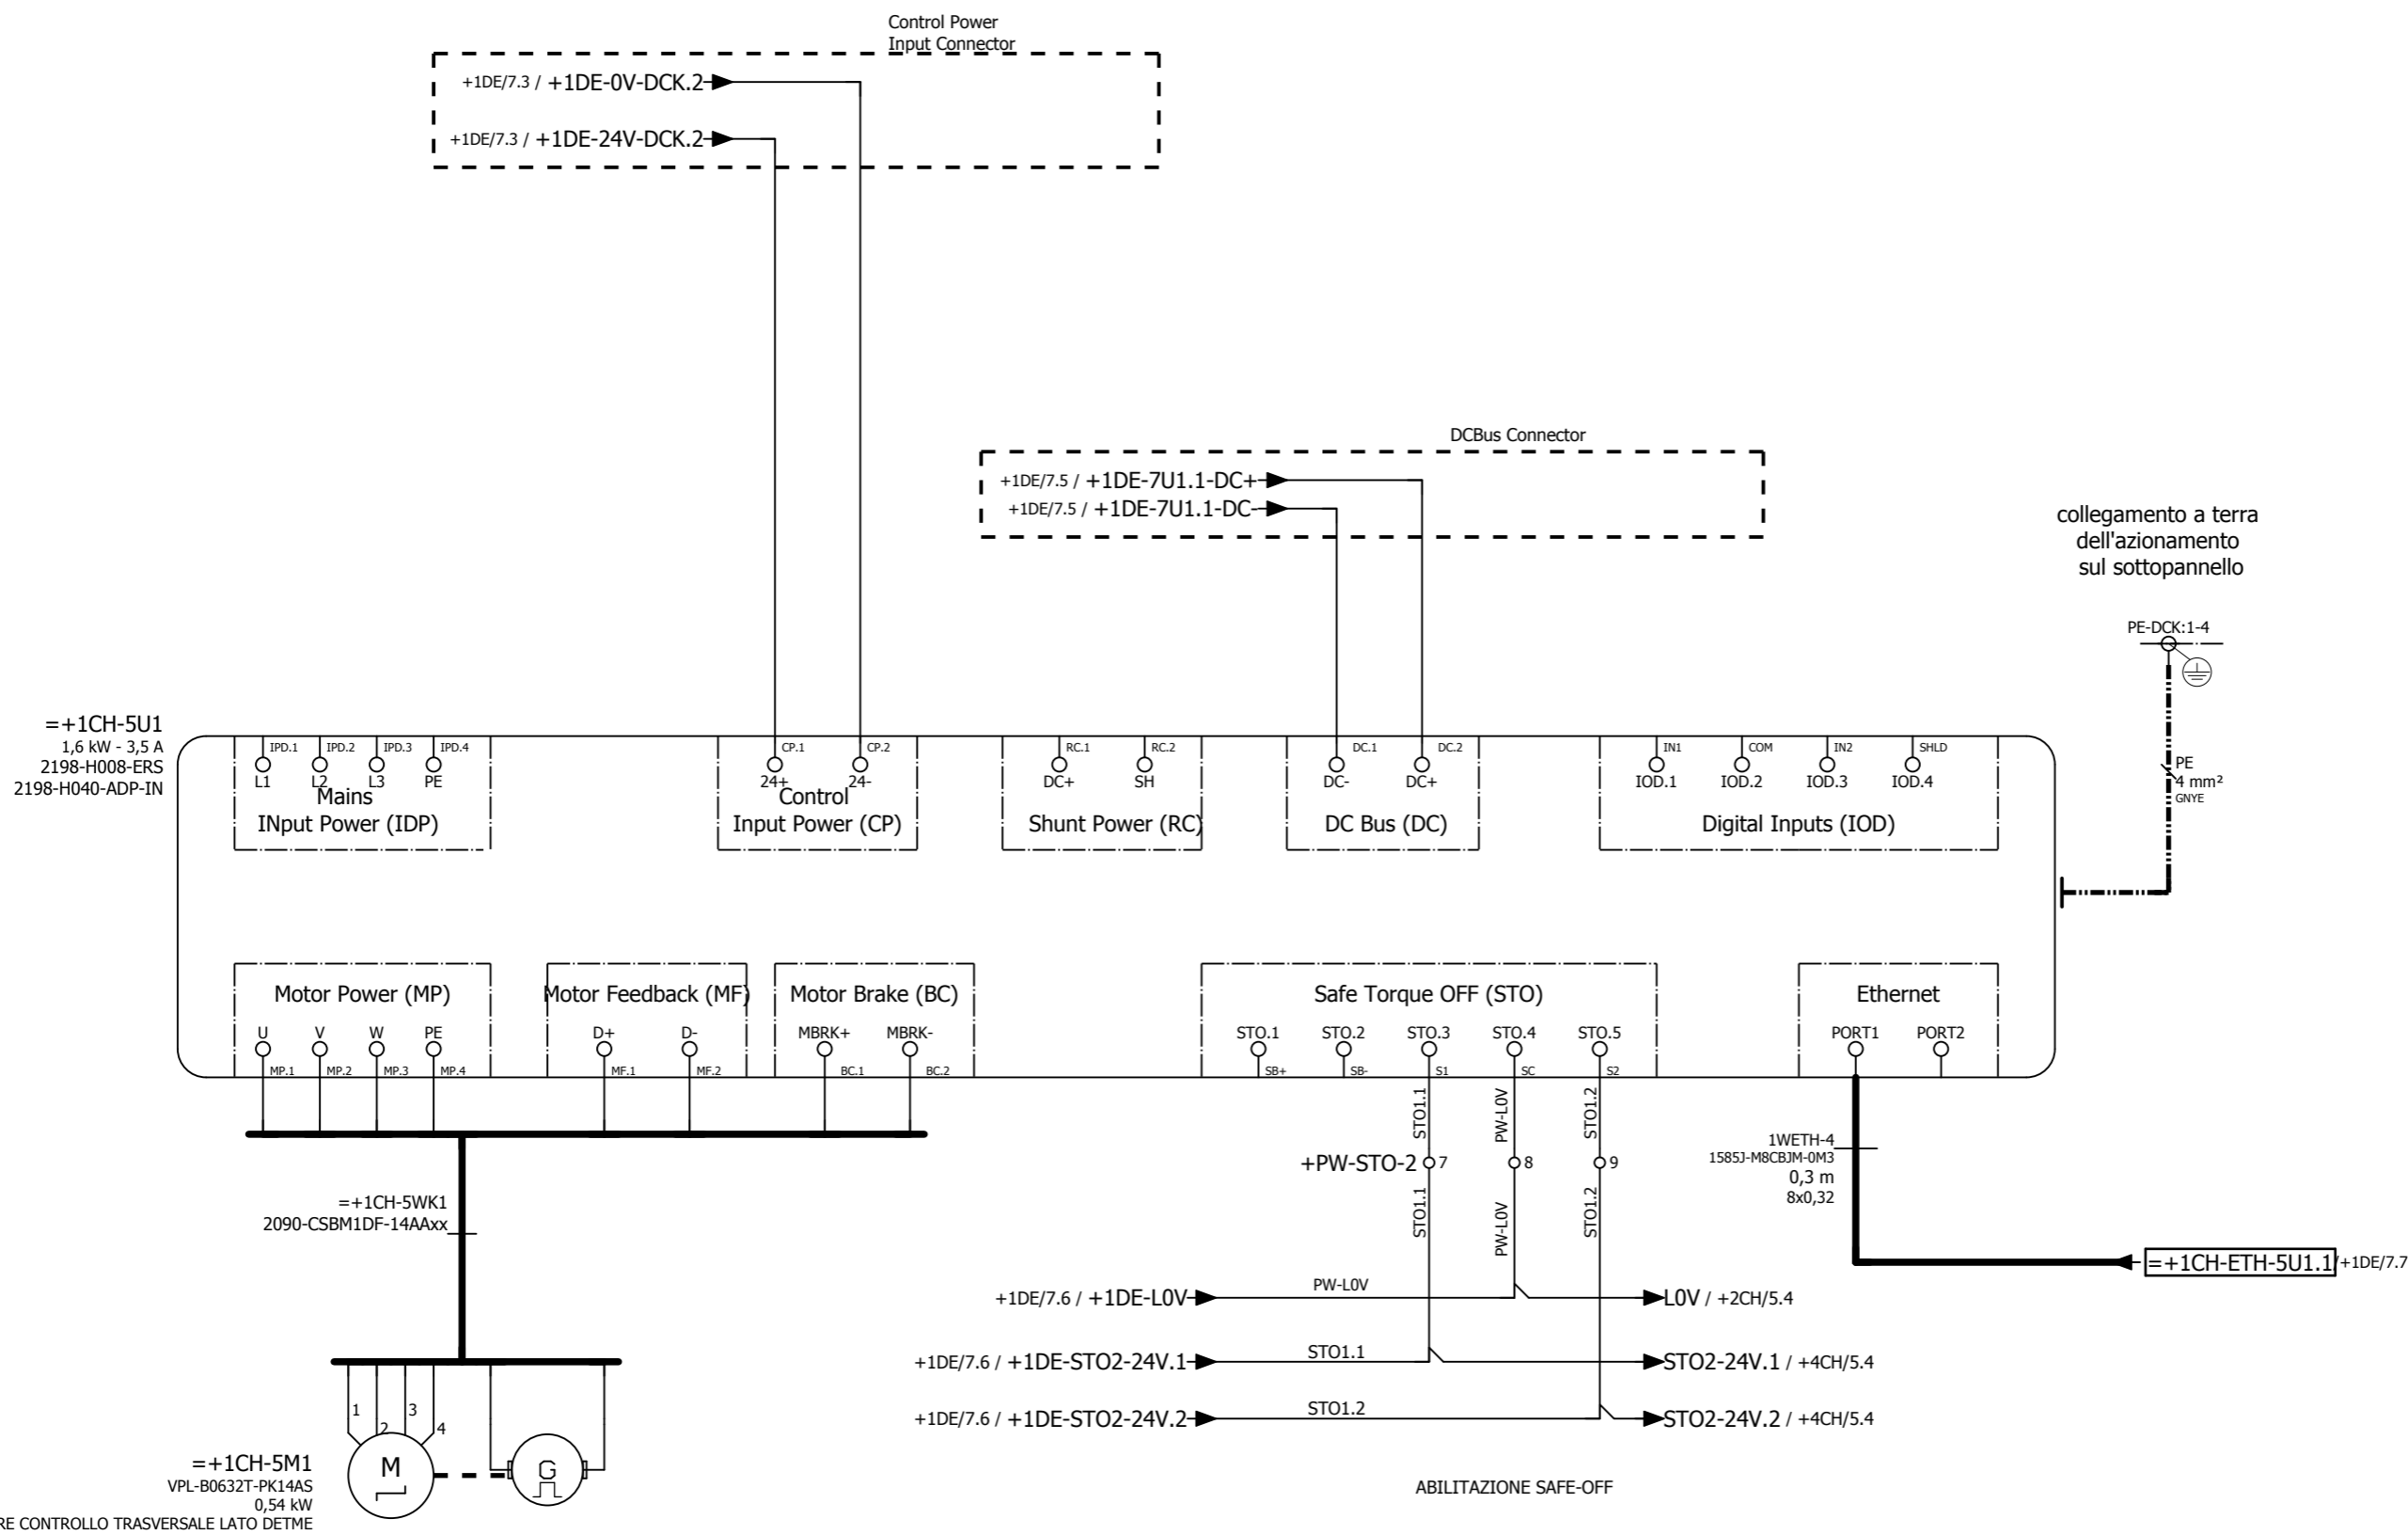 Control Power
Input Connector
+1DE/7.3 / +1DE-0V-DCK.2
+1DE/7.3 / +1DE-24V-DCK.2
DCBus Connector
+1DE/7.5 / +1DE-7U1.1-DC+
+1DE/7.5 / +1DE-7U1.1-DC-
collegamento a terra
dell'azionamento
sul sottopannello
PE-DCK:1-4
PE
4 mm²
GNYE
=+1CH-5U1
1,6 kW - 3,5 A
2198-H008-ERS
2198-H040-ADP-IN
IPD.1 IPD.2 IPD.3 IPD.4
L1 L2 L3 PE
Mains
INput Power (IDP)
CP.1 CP.2
24+ 24-
Control
Input Power (CP)
RC.1 RC.2
DC+ SH
Shunt Power (RC)
DC.1 DC.2
DC- DC+
DC Bus (DC)
IN1 COM IN2 SHLD
IOD.1 IOD.2 IOD.3 IOD.4
Digital Inputs (IOD)
Motor Power (MP)
U V W PE
MP.1 MP.2 MP.3 MP.4
Motor Feedback (MF)
D+ D-
MF.1 MF.2
Motor Brake (BC)
MBRK+ MBRK-
BC.1 BC.2
Safe Torque OFF (STO)
STO.1 STO.2 STO.3 STO.4 STO.5
SB+ SB- S1 SC S2
Ethernet
PORT1 PORT2
STO1.1 PW-L0V STO1.2
+PW-STO-2 7 8 9
STO1.1 PW-L0V STO1.2
1WETH-4
1585J-M8CBJM-0M3
0,3 m
8x0,32
=+1CH-ETH-5U1.1/+1DE/7.7
=+1CH-5WK1
2090-CSBM1DF-14AAxx
+1DE/7.6 / +1DE-L0V PW-L0V L0V / +2CH/5.4
+1DE/7.6 / +1DE-STO2-24V.1 STO1.1 STO2-24V.1 / +4CH/5.4
+1DE/7.6 / +1DE-STO2-24V.2 STO1.2 STO2-24V.2 / +4CH/5.4
ABILITAZIONE SAFE-OFF
1 2 3 4
M
G
=+1CH-5M1
VPL-B0632T-PK14AS
0,54 kW
RE CONTROLLO TRASVERSALE LATO DETME